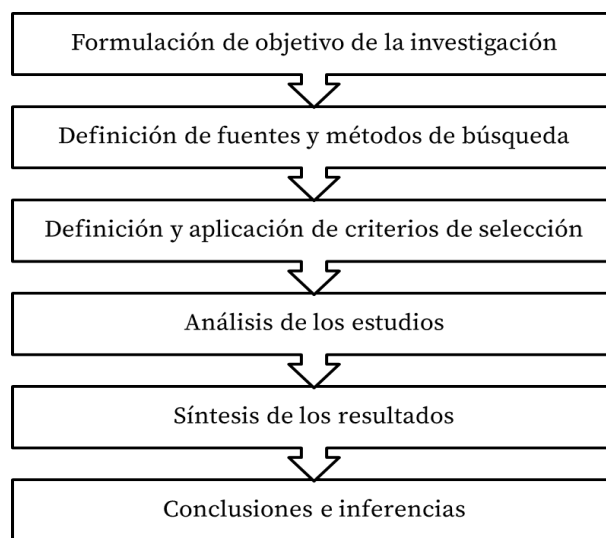 Formulación de objetivo de la investigación
Definición de fuentes y métodos de búsqueda
Definición y aplicación de criterios de selección
Análisis de los estudios
Síntesis de los resultados
Conclusiones e inferencias